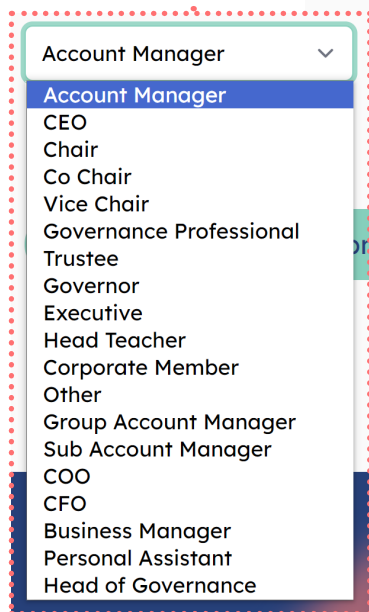 Account Manager
Account Manager
CEO
Chair
Co Chair
Vice Chair
Governance Professional
Trustee
Governor
Executive
Head Teacher
Corporate Member
Other
Group Account Manager
Sub Account Manager
COO
CFO
Business Manager
Personal Assistant
Head of Governance